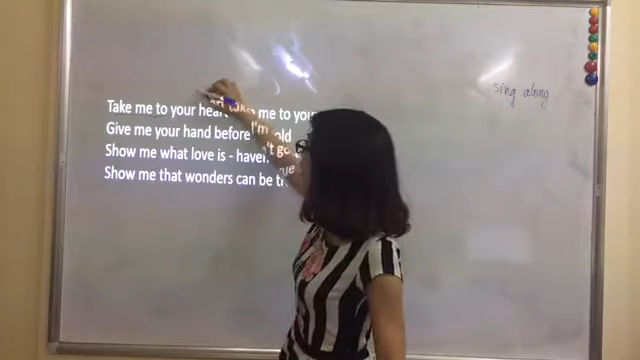 Take me to your heart take me to your
Give me your hand before I'm old
Show me what love is - haven't go
Show me that wonders can be
sing along